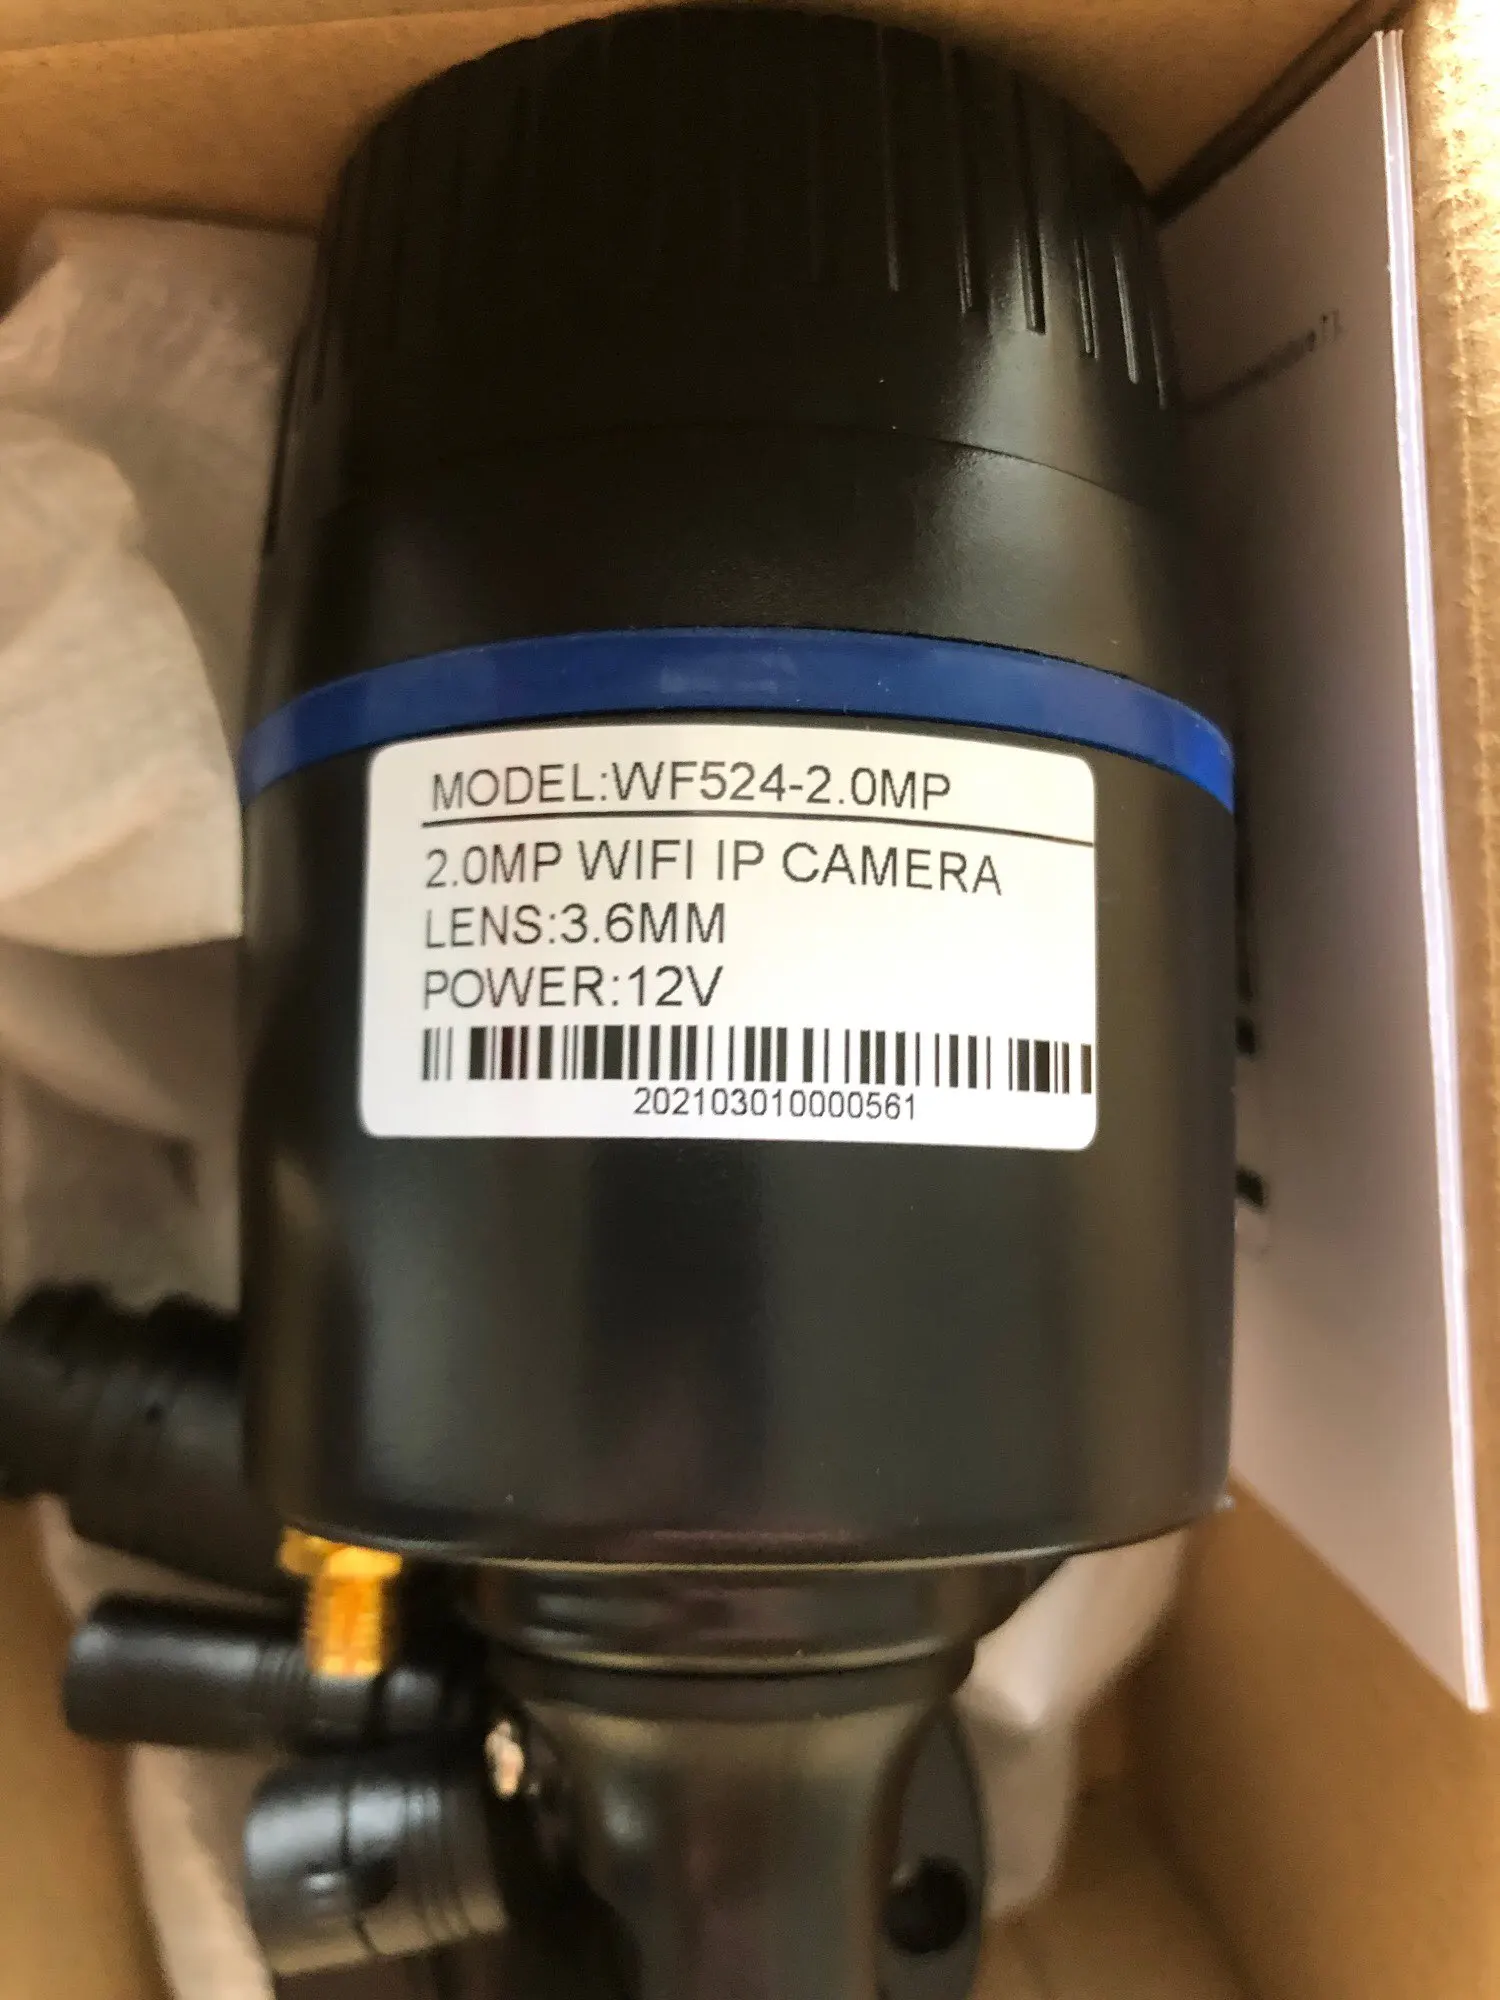 MODEL:WF524-2.0MP
2.0MP WIFI IP CAMERA
LENS:3.6MM
POWER:12V
202103010000561